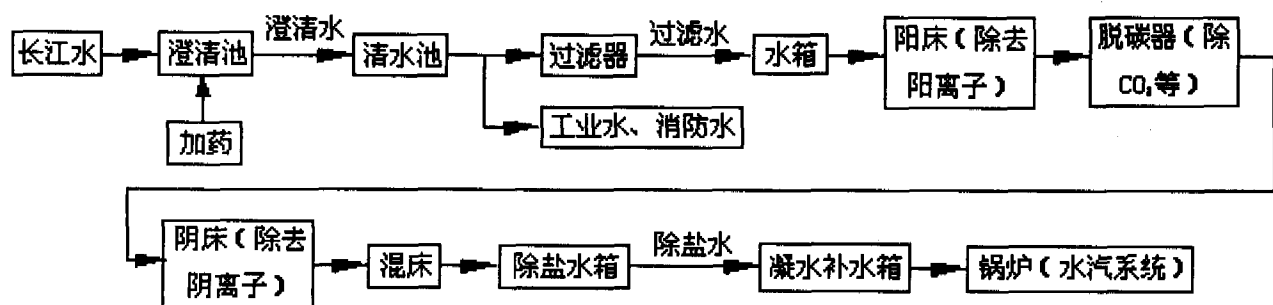 长江水
澄清池
澄清水
清水池
过滤器
过滤水
水箱
阳床（除去
阳离子）
脱碳器（除
CO₂等）
加药
工业水、消防水
阴床（除去
阴离子）
混床
除盐水箱
除盐水
凝水补水箱
锅炉（水汽系统）